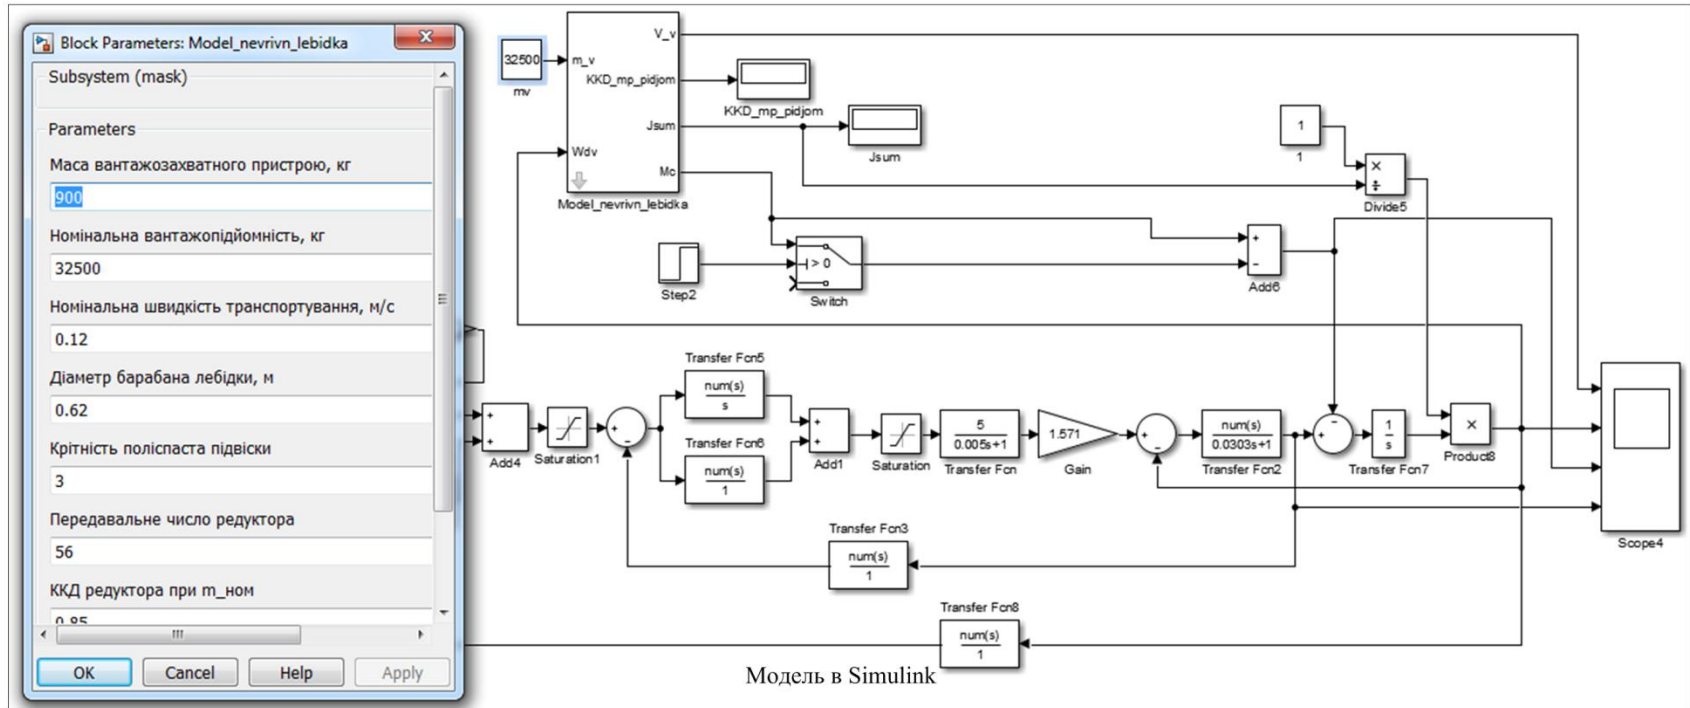 Block Parameters: Model_nevrivn_lebidka
Subsystem (mask)
Parameters
Маса вантажозахватного пристрою, кг
900
Номінальна вантажопідйомність, кг
32500
Номінальна швидкість транспортування, м/с
0.12
Діаметр барабана лебідки, м
0.62
Крітність поліспаста підвіски
3
Передавальне число редуктора
56
ККД редуктора при m_ном
0.85
OK
Cancel
Help
Apply
32500
mv
m_v
Wdv
V_v
KKD_mp_pidjom
Jsum
Mc
Model_nevrivn_lebidka
KKD_mp_pidjom
Jsum
1
1
×
÷
Divide5
Step2
> 0
Switch
+
−
Add6
+
+
Add4
Saturation1
−
Transfer Fcn5
num(s)
s
Transfer Fcn6
num(s)
1
+
+
Add1
Saturation
5
0.005s+1
Transfer Fcn
1.571
Gain
+
−
num(s)
0.0303s+1
Transfer Fcn2
−
+
1
s
Transfer Fcn7
×
Product8
Scope4
Transfer Fcn3
num(s)
1
Transfer Fcn8
num(s)
1
Модель в Simulink